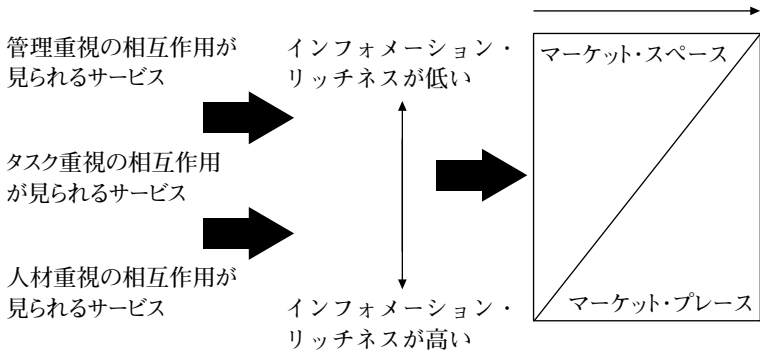 管理重視の相互作用が
見られるサービス
タスク重視の相互作用
が見られるサービス
人材重視の相互作用が
見られるサービス
インフォメーション・
リッチネスが低い
インフォメーション・
リッチネスが高い
マーケット・スペース
マーケット・プレース